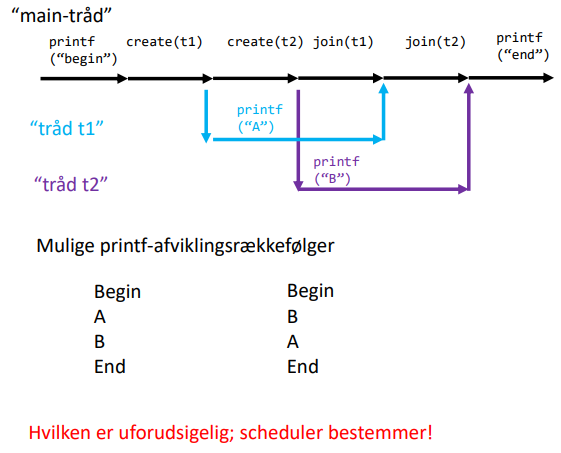 “main-tråd”
printf (“begin”) create(t1) create(t2) join(t1) join(t2) printf (“end”)
“tråd t1” printf (“A”)
“tråd t2” printf (“B”)
Mulige printf-afviklingsrækkefølger
Begin Begin
A B
B A
End End
Hvilken er uforudsigelig; scheduler bestemmer!